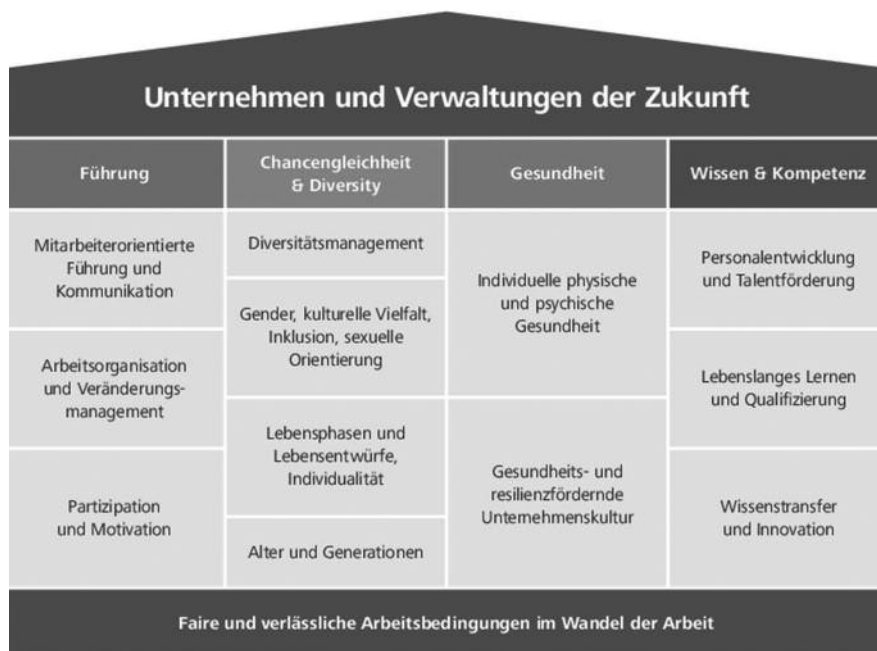 Unternehmen und Verwaltungen der Zukunft
Führung
Mitarbeiterorientierte
Führung und
Kommunikation
Arbeitsorganisation
und Veränderungs-
management
Partizipation
und Motivation
Chancengleichheit
& Diversity
Diversitätsmanagement
Gender, kulturelle Vielfalt,
Inklusion, sexuelle
Orientierung
Lebensphasen und
Lebensentwürfe,
Individualität
Alter und Generationen
Gesundheit
Individuelle physische
und psychische
Gesundheit
Gesundheits- und
resilienzfördernde
Unternehmenskultur
Wissen & Kompetenz
Personalentwicklung
und Talentförderung
Lebenslanges Lernen
und Qualifizierung
Wissenstransfer
und Innovation
Faire und verlässliche Arbeitsbedingungen im Wandel der Arbeit